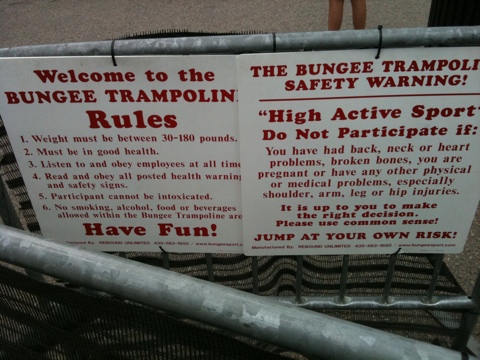 Welcome to the
BUNGEE TRAMPOLIN
Rules
1. Weight must be between 30-180 pounds.
2. Must be in good health.
3. Listen to and obey employees at all time
4. Read and obey all posted health warnin
and safety signs.
5. Participant cannot be intoxicated.
6. No smoking, alcohol, food or beverages
allowed within the Bungee Trampoline are
Have Fun!
THE BUNGEE TRAMPOLI
SAFETY WARNING!
"High Active Sport"
Do Not Participate if:
You have had back, neck or heart
problems, broken bones, you are
pregnant or have any other physical
or medical problems, especially
shoulder, arm, leg or hip injuries.
It is up to you to make
the right decision.
Please use common sense!
JUMP AT YOUR OWN RISK!
Manufactured By: REBOUND UNLIMITED